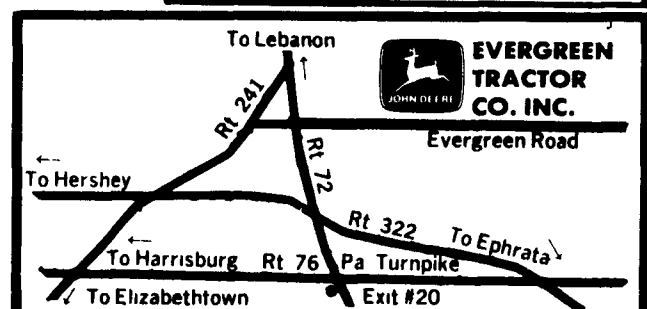 To Lebanon
JOHN DEERE
EVERGREEN
TRACTOR
CO. INC.
Rt 241
Evergreen Road
Rt 72
To Hershey
Rt 322
To Ephrata
To Harrisburg Rt 76 Pa Turnpike
To Elizabethtown
Exit #20